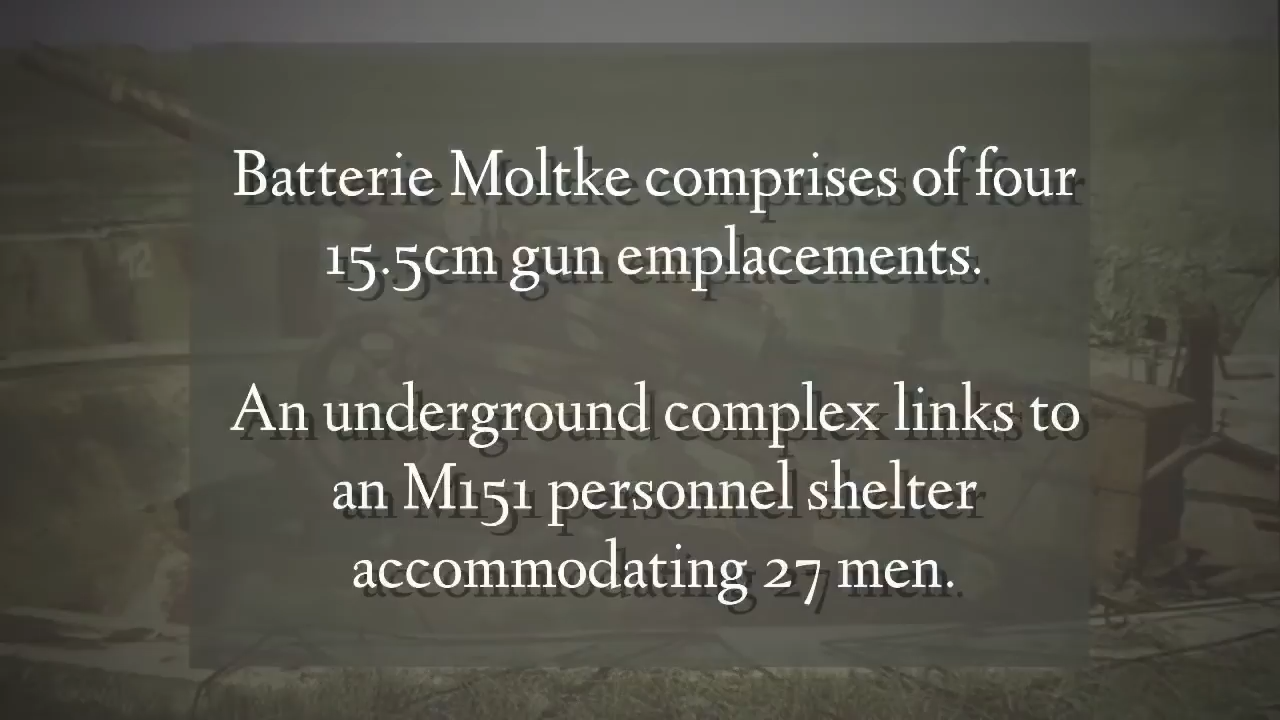 Batterie Moltke comprises of four
15.5cm gun emplacements.
An underground complex links to
an M151 personnel shelter
accommodating 27 men.